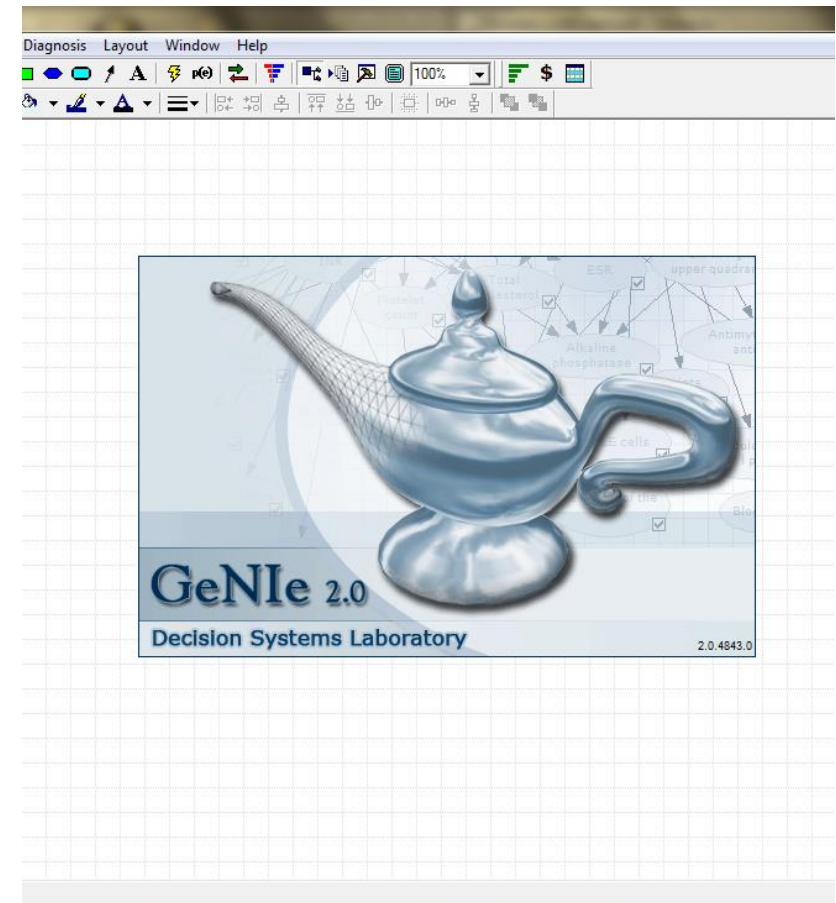 Diagnosis Layout Window Help
A p(e) 100% $
A
ESR upper quadra
Total
Platelet
count
Alkaline
phosphatase
cells
GeNIe 2.0
Decision Systems Laboratory
2.0.4843.0